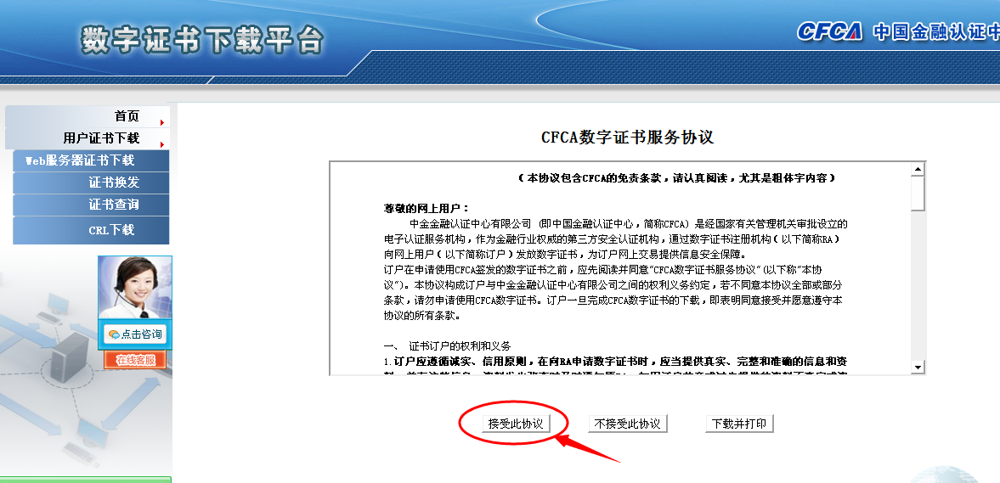 数字证书下载平台
CFCA 中国金融认证中
首页
用户证书下载
Web服务器证书下载
证书换发
证书查询
CRL下载
点击咨询
在线客服
CFCA数字证书服务协议
（本协议包含CFCA的免责条款，请认真阅读，尤其是粗体字内容）
尊敬的网上用户：
中金金融认证中心有限公司（即中国金融认证中心，简称CFCA）是经国家有关管理机关审批设立的
电子认证服务机构，作为金融行业权威的第三方安全认证机构，通过数字证书注册机构（以下简称RA）
向网上用户（以下简称订户）发放数字证书，为订户网上交易提供信息安全保障。
订户在申请使用CFCA签发的数字证书之前，应先阅读并同意“CFCA数字证书服务协议”(以下称“本协
议”)。本协议构成订户与中金金融认证中心有限公司之间的权利义务约定，若不同意本协议全部或部分
条款，请勿申请使用CFCA数字证书。订户一旦完成CFCA数字证书的下载，即表明同意接受并愿意遵守本
协议的所有条款。
一、 证书订户的权利和义务
1.订户应遵循诚实、信用原则，在向RA申请数字证书时，应当提供真实、完整和准确的信息和资
接受此协议
不接受此协议
下载并打印